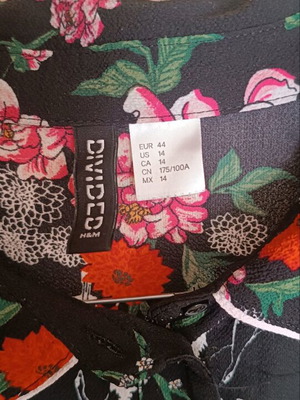 DIVIDED
H&M
EUR 44
US 14
CA 14
CN 175/100A
MX 14